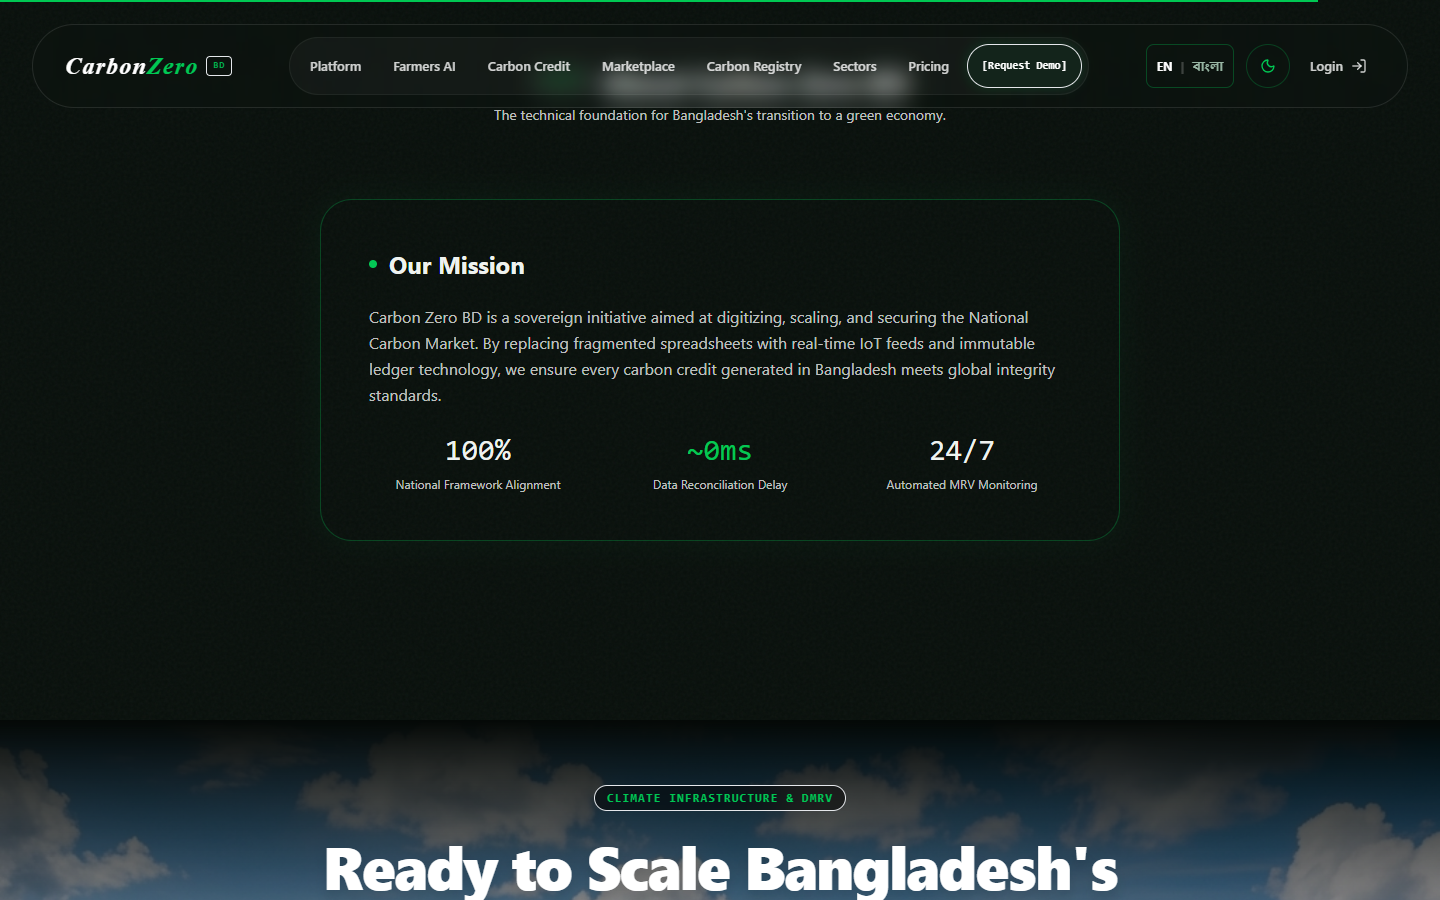 CarbonZero BD
Platform
Farmers AI
Carbon Credit
Marketplace
Carbon Registry
Sectors
Pricing
[Request Demo]
EN | বাংলা
Login
The technical foundation for Bangladesh's transition to a green economy.
Our Mission
Carbon Zero BD is a sovereign initiative aimed at digitizing, scaling, and securing the National
Carbon Market. By replacing fragmented spreadsheets with real-time IoT feeds and immutable
ledger technology, we ensure every carbon credit generated in Bangladesh meets global integrity
standards.
100%
National Framework Alignment
~0ms
Data Reconciliation Delay
24/7
Automated MRV Monitoring
CLIMATE INFRASTRUCTURE & DMRV
Ready to Scale Bangladesh's